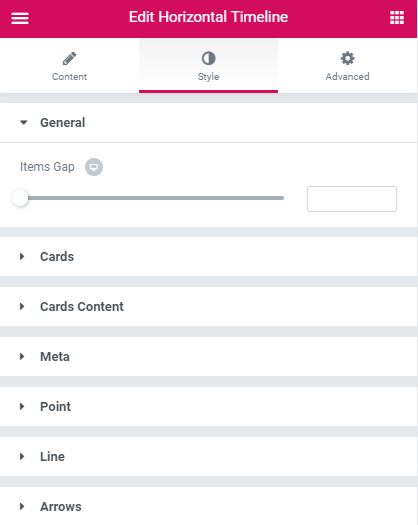 Edit Horizontal Timeline
Content
Style
Advanced
General
Items Gap
Cards
Cards Content
Meta
Point
Line
Arrows